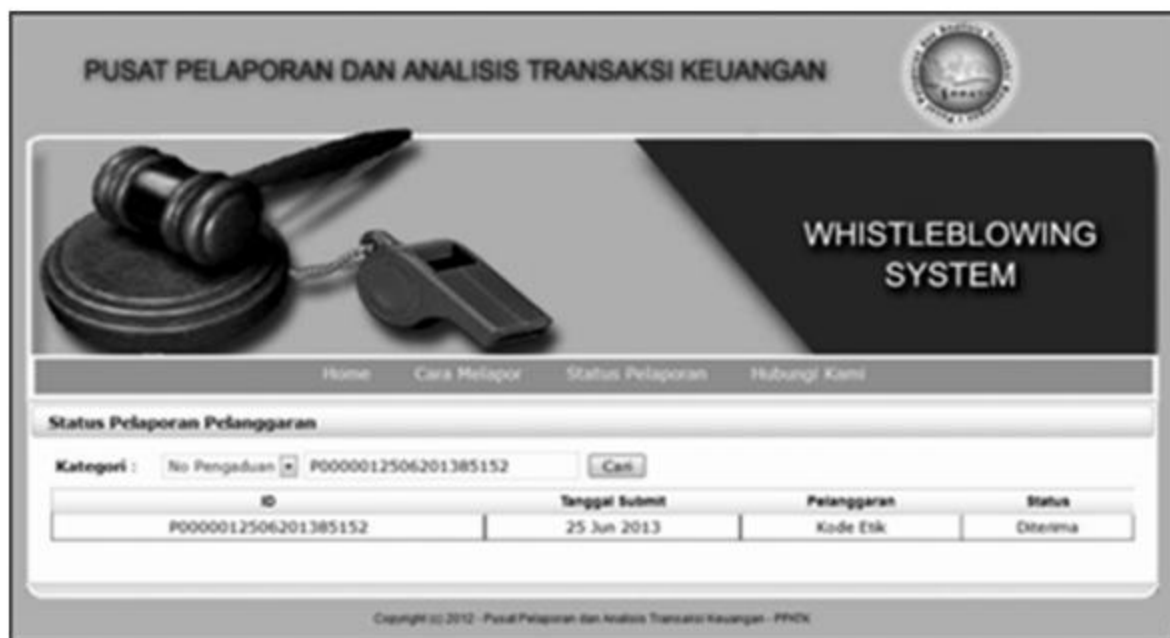 PUSAT PELAPORAN DAN ANALISIS TRANSAKSI KEUANGAN
WHISTLEBLOWING
SYSTEM
Home Cara Melapor Status Pelaporan Hubungi Kami
Status Pelaporan Pelanggaran
Kategori : No Pengaduan P0000012506201385152 Cari
ID Tanggal Submit Pelanggaran Status
P0000012506201385152 25 Jun 2013 Kode Etik Diterima
Copyright (c) 2012 - Pusat Pelaporan dan Analisis Transaksi Keuangan - PPATK